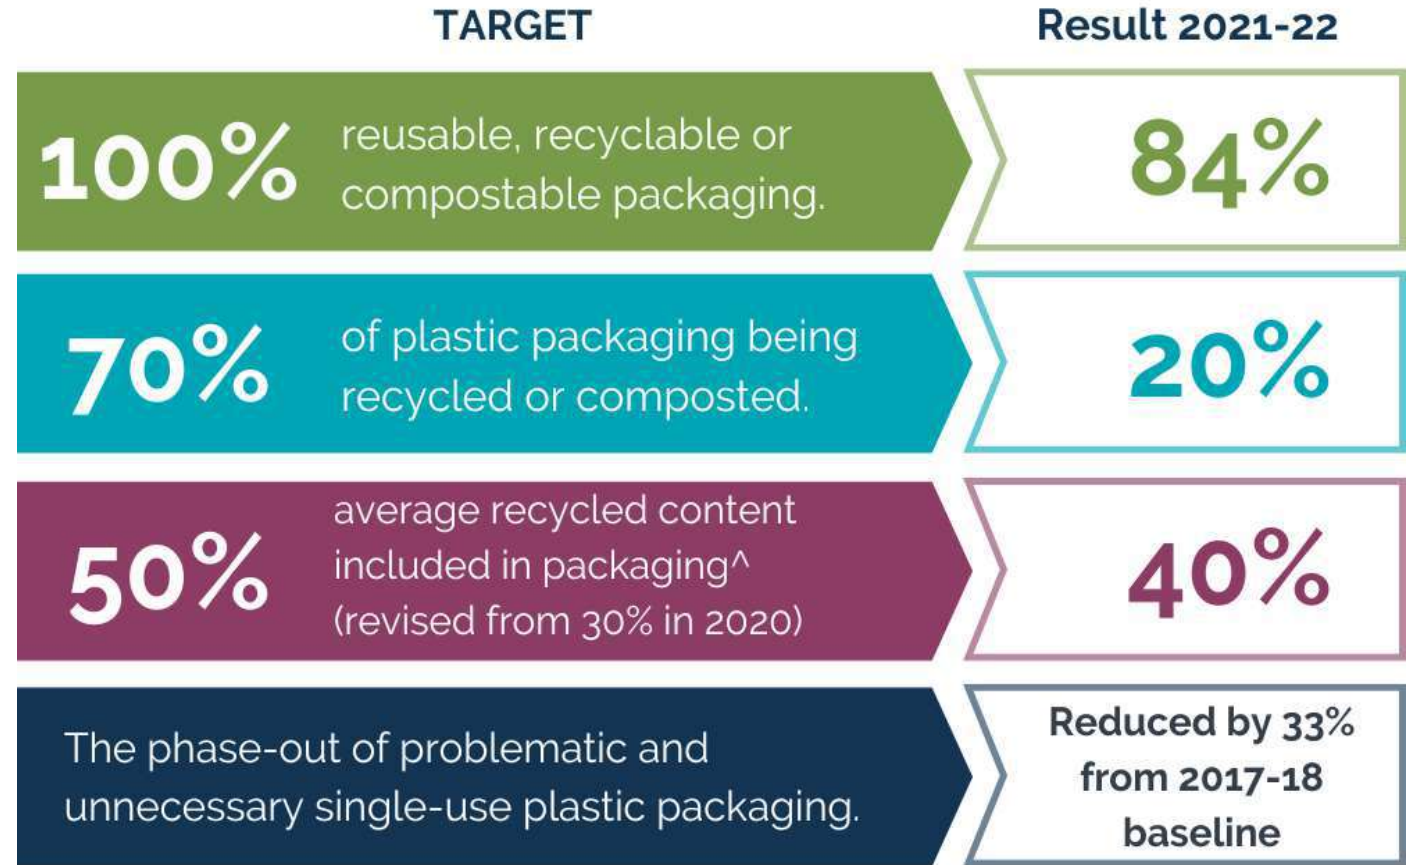 TARGET
Result 2021-22
100%
reusable, recyclable or
compostable packaging.
84%
70%
of plastic packaging being
recycled or composted.
20%
50%
average recycled content
included in packaging^
(revised from 30% in 2020)
40%
The phase-out of problematic and
unnecessary single-use plastic packaging.
Reduced by 33%
from 2017-18
baseline